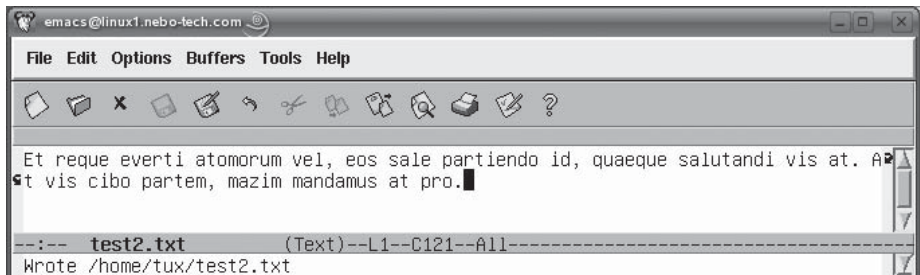 emacs@linux1.nebo-tech.com
File Edit Options Buffers Tools Help
Et reque everti atomorum vel, eos sale partiendo id, quaeque salutandi vis at. A
t vis cibo partem, mazim mandamus at pro.
--:-- test2.txt (Text)--L1--C121--All----------------------------------
Wrote /home/tux/test2.txt